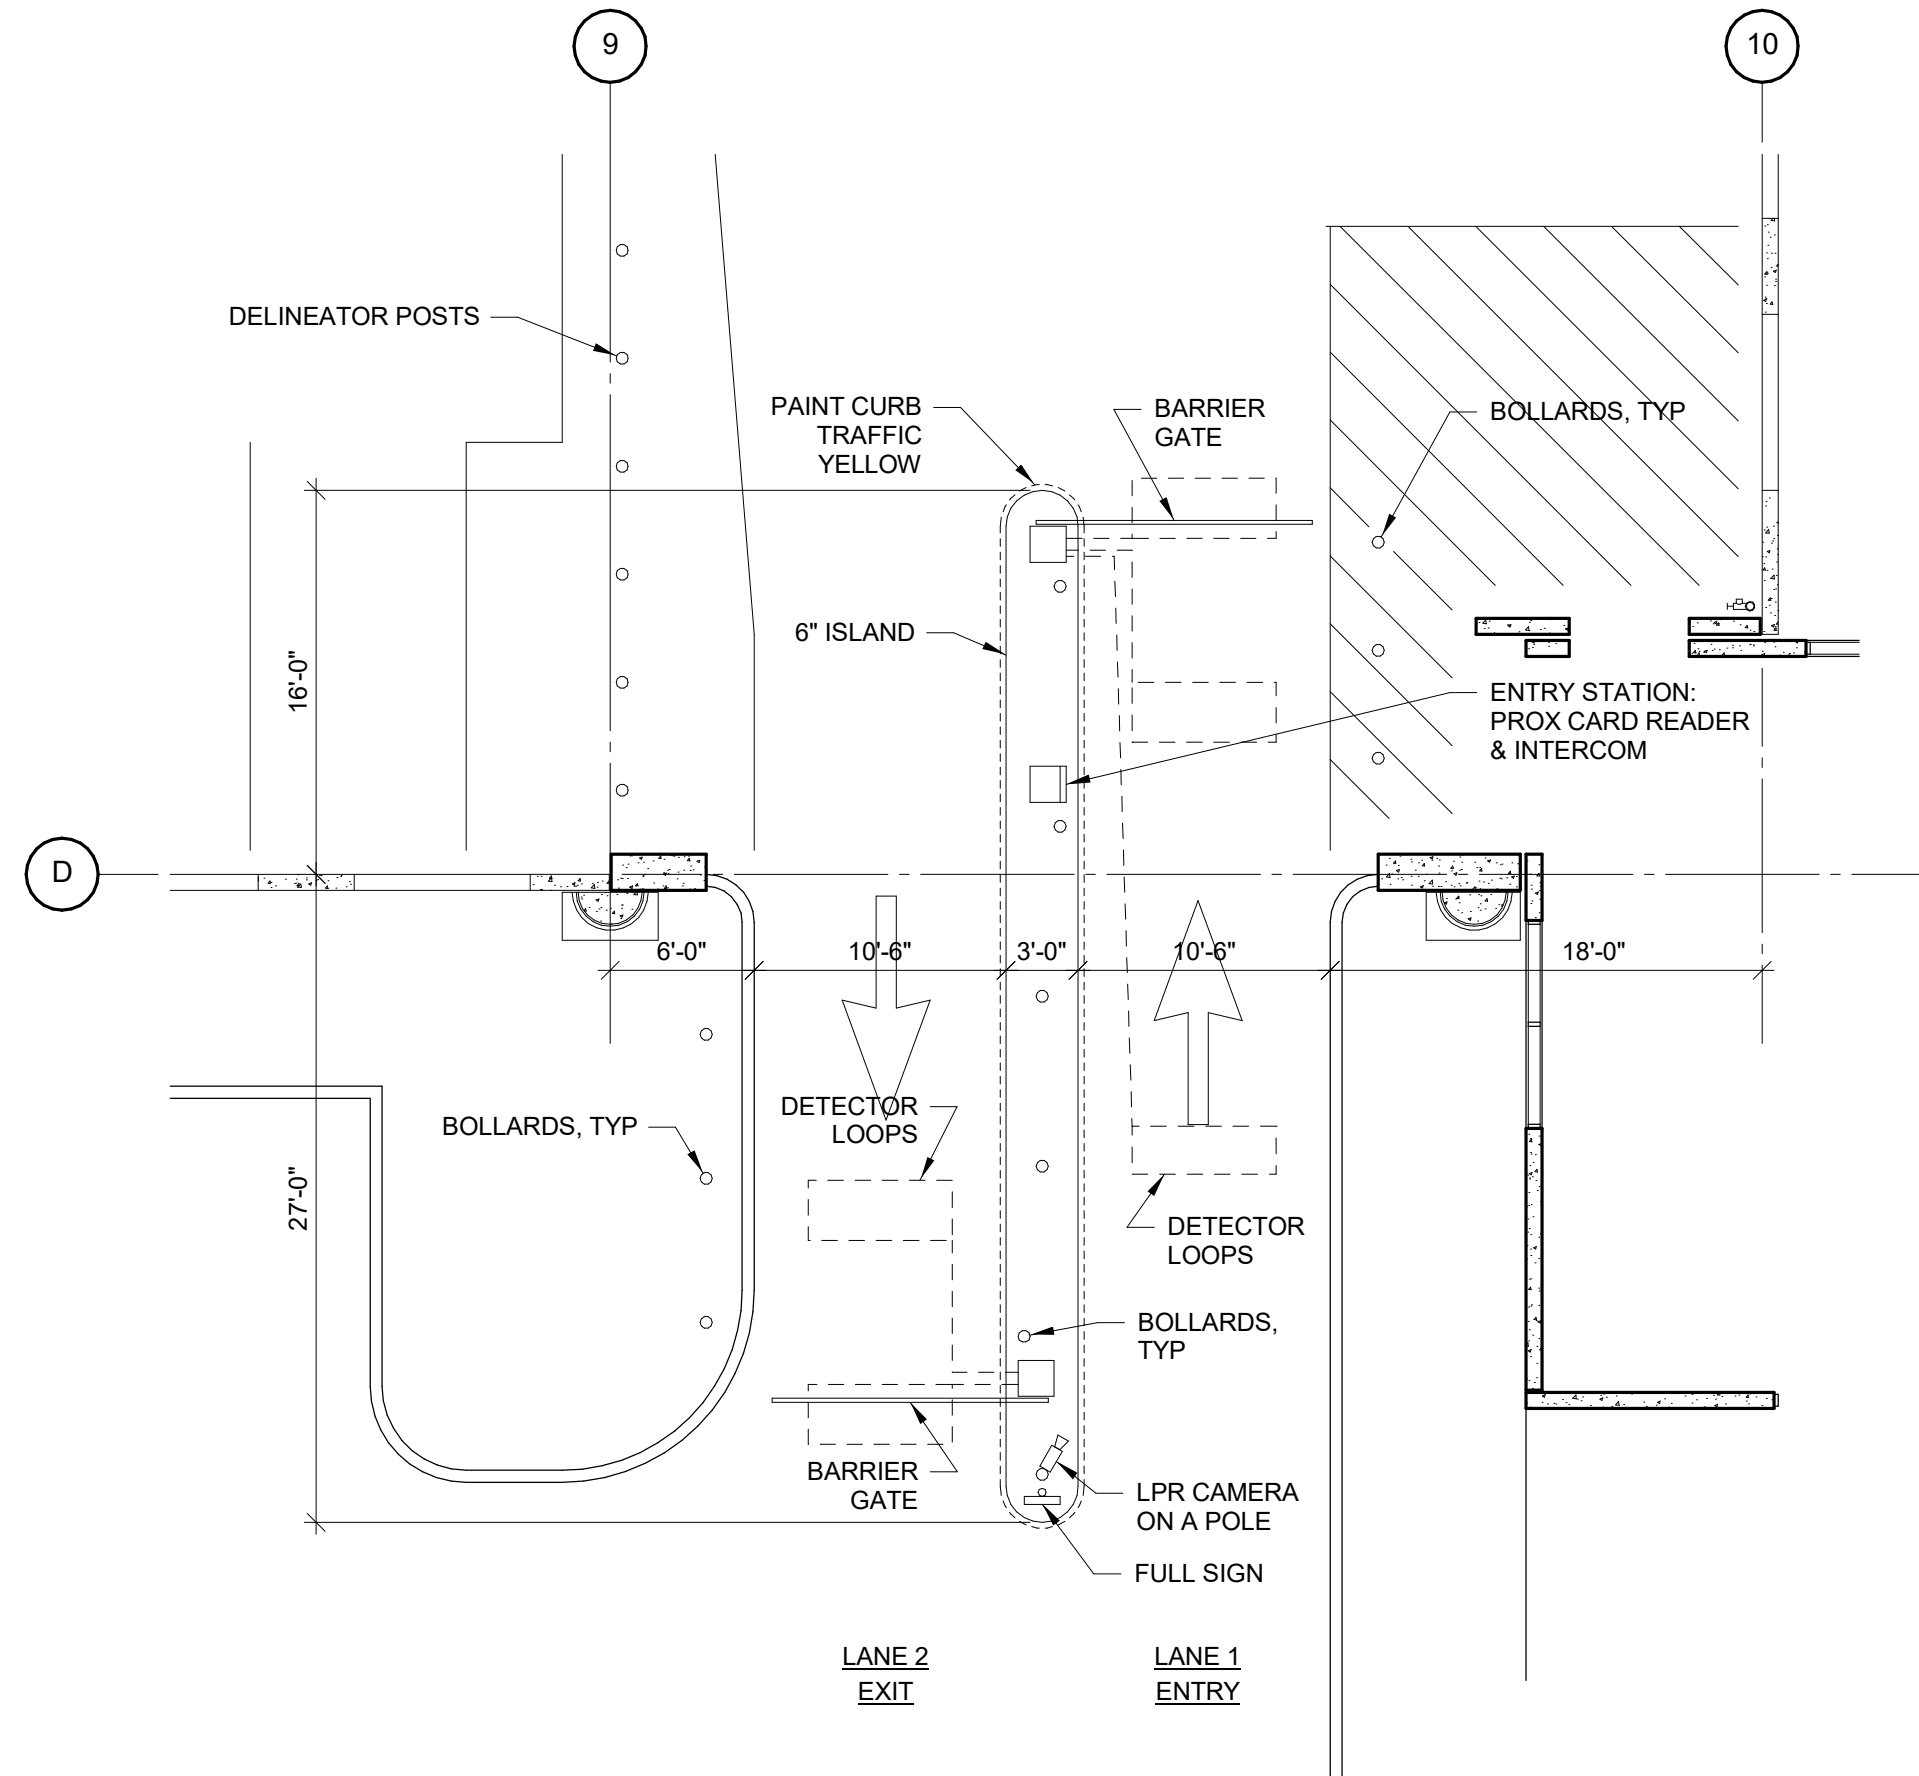 9
10
DELINEATOR POSTS
PAINT CURB
TRAFFIC
YELLOW
BARRIER
GATE
BOLLARDS, TYP
6" ISLAND
16'-0"
ENTRY STATION:
PROX CARD READER
& INTERCOM
D
6'-0"
10'-6"
3'-0"
10'-6"
18'-0"
DETECTOR
LOOPS
BOLLARDS, TYP
27'-0"
DETECTOR
LOOPS
BOLLARDS,
TYP
BARRIER
GATE
LPR CAMERA
ON A POLE
FULL SIGN
LANE 2
EXIT
LANE 1
ENTRY